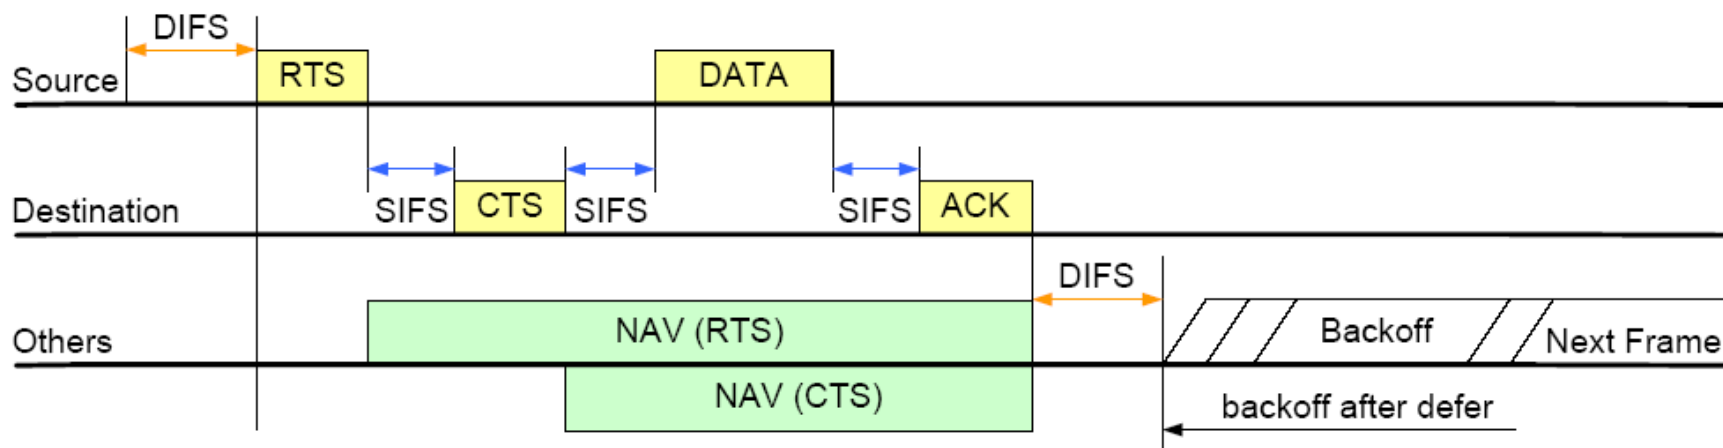 DIFS
Source
RTS
DATA
Destination
SIFS
CTS
SIFS
SIFS
ACK
DIFS
Others
NAV (RTS)
Backoff
Next Frame
NAV (CTS)
backoff after defer